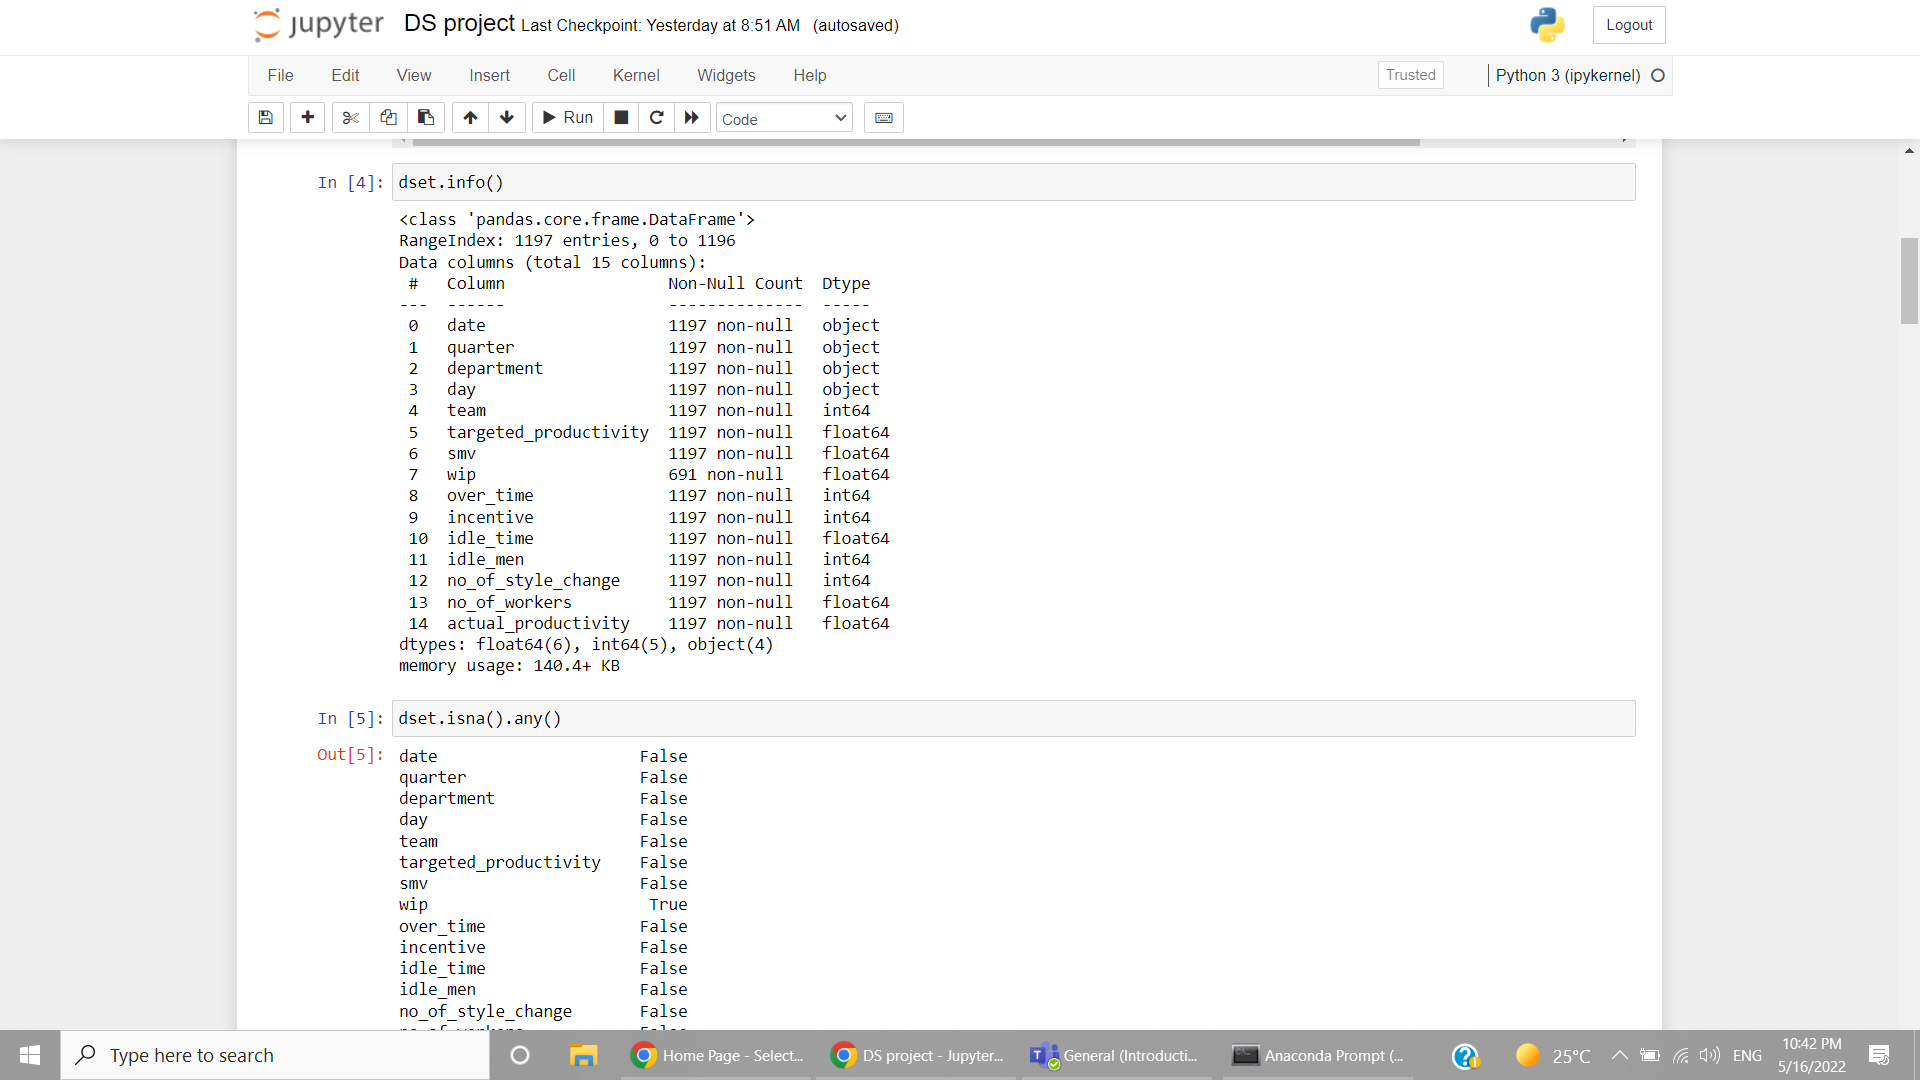 jupyter DS project Last Checkpoint: Yesterday at 8:51 AM (autosaved) Logout
File Edit View Insert Cell Kernel Widgets Help Trusted Python 3 (ipykernel)
Run Code
In [4]: dset.info()
<class 'pandas.core.frame.DataFrame'>
RangeIndex: 1197 entries, 0 to 1196
Data columns (total 15 columns):
# Column Non-Null Count Dtype
--- ------ -------------- -----
0 date 1197 non-null object
1 quarter 1197 non-null object
2 department 1197 non-null object
3 day 1197 non-null object
4 team 1197 non-null int64
5 targeted_productivity 1197 non-null float64
6 smv 1197 non-null float64
7 wip 691 non-null float64
8 over_time 1197 non-null int64
9 incentive 1197 non-null int64
10 idle_time 1197 non-null float64
11 idle_men 1197 non-null int64
12 no_of_style_change 1197 non-null int64
13 no_of_workers 1197 non-null float64
14 actual_productivity 1197 non-null float64
dtypes: float64(6), int64(5), object(4)
memory usage: 140.4+ KB
In [5]: dset.isna().any()
Out[5]: date False
quarter False
department False
day False
team False
targeted_productivity False
smv False
wip True
over_time False
incentive False
idle_time False
idle_men False
no_of_style_change False
Type here to search Home Page - Select... DS project - Jupyter... General (Introducti... Anaconda Prompt (... 25°C ENG 10:42 PM
5/16/2022